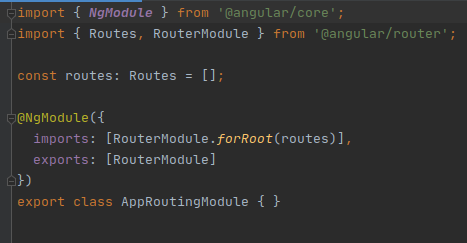 import { NgModule } from '@angular/core';
import { Routes, RouterModule } from '@angular/router';
const routes: Routes = [];
@NgModule({
imports: [RouterModule.forRoot(routes)],
exports: [RouterModule]
})
export class AppRoutingModule { }